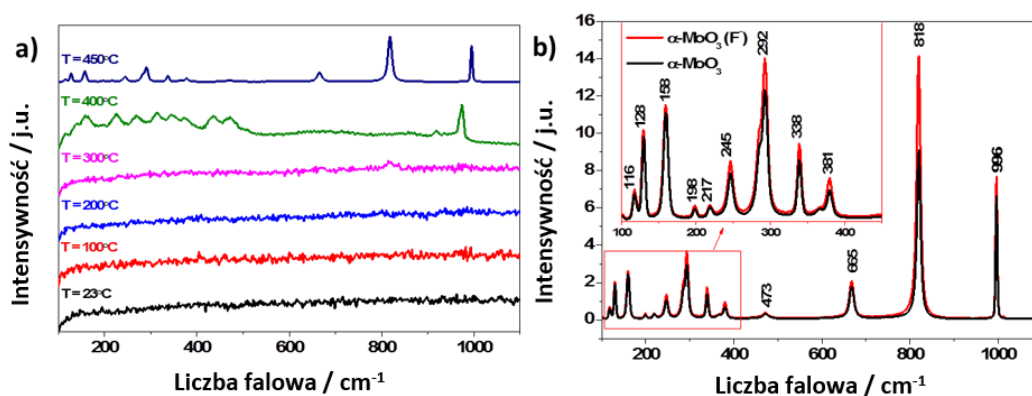 a)
Intensywność / j.u.
T = 450°C
T = 400°C
T = 300°C
T = 200°C
T = 100°C
T = 23°C
200 400 600 800 1000
Liczba falowa / cm⁻¹
b)
Intensywność / j.u.
16
14
12
10
8
6
4
2
0
α-MoO₃ (F)
α-MoO₃
116
128
158
198
217
245
292
338
381
100 200 300 400
473
665
818
996
200 400 600 800 1000
Liczba falowa / cm⁻¹